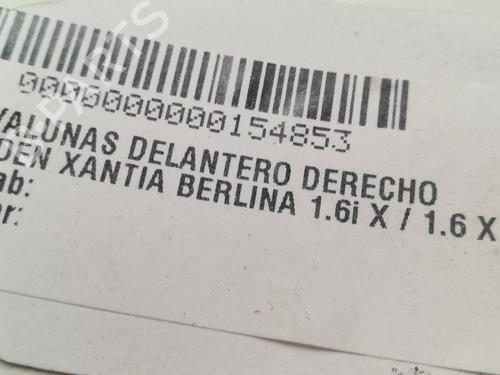 0000000000154853
VALUNAS DELANTERO DERECHO
DEN XANTIA BERLINA 1.6i X / 1.6 X
ab:
r: